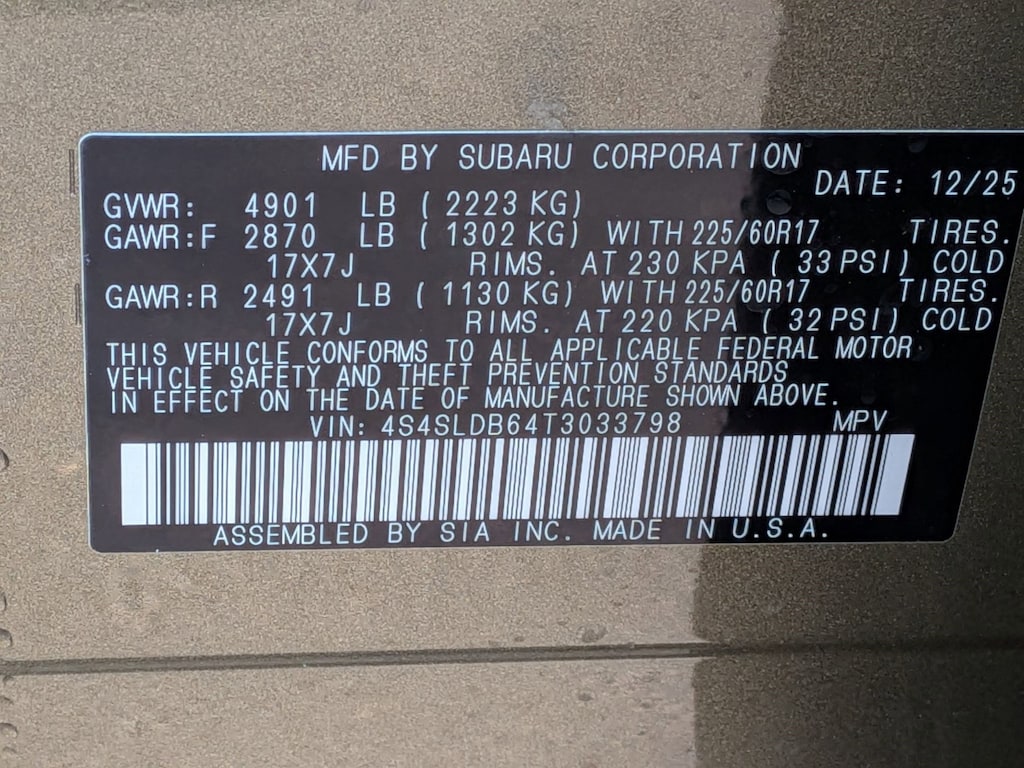 MFD BY SUBARU CORPORATION
DATE: 12/25
GVWR: 4901 LB ( 2223 KG)
GAWR:F 2870 LB ( 1302 KG) WITH 225/60R17 TIRES.
17X7J RIMS. AT 230 KPA ( 33 PSI) COLD
GAWR:R 2491 LB ( 1130 KG) WITH 225/60R17 TIRES.
17X7J RIMS. AT 220 KPA ( 32 PSI) COLD
THIS VEHICLE CONFORMS TO ALL APPLICABLE FEDERAL MOTOR
VEHICLE SAFETY AND THEFT PREVENTION STANDARDS
IN EFFECT ON THE DATE OF MANUFACTURE SHOWN ABOVE.
VIN: 4S4SLDB64T3033798 MPV
ASSEMBLED BY SIA INC. MADE IN U.S.A.